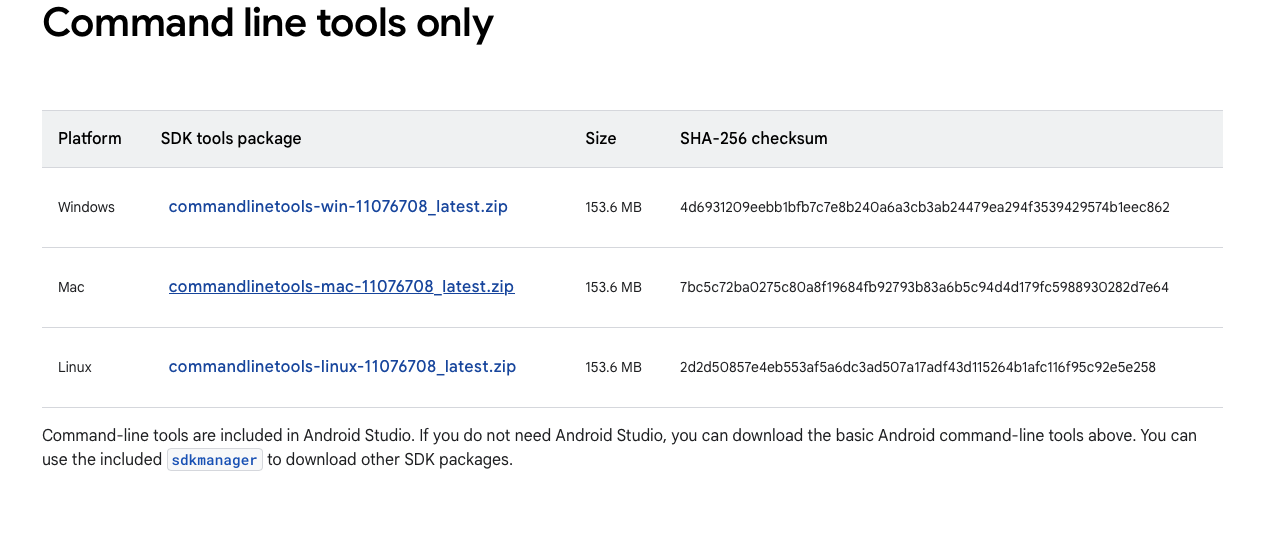 Command line tools only
Platform SDK tools package Size SHA-256 checksum
Windows commandlinetools-win-11076708_latest.zip 153.6 MB 4d6931209eebb1bfb7c7e8b240a6a3cb3ab24479ea294f3539429574b1eec862
Mac commandlinetools-mac-11076708_latest.zip 153.6 MB 7bc5c72ba0275c80a8f19684fb92793b83a6b5c94d4d179fc5988930282d7e64
Linux commandlinetools-linux-11076708_latest.zip 153.6 MB 2d2d50857e4eb553af5a6dc3ad507a17adf43d115264b1afc116f95c92e5e258
Command-line tools are included in Android Studio. If you do not need Android Studio, you can download the basic Android command-line tools above. You can
use the included sdkmanager to download other SDK packages.